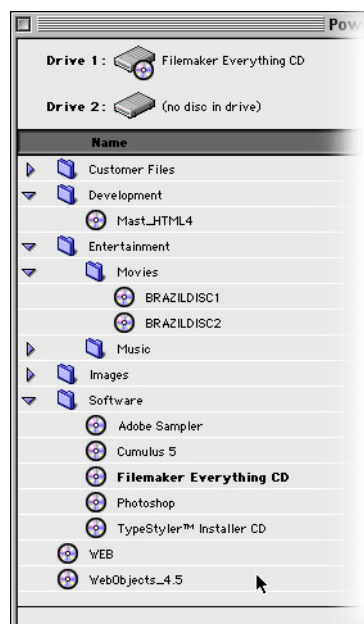 Pow
Drive 1 : Filemaker Everything CD
Drive 2 : (no disc in drive)
Name
Customer Files
Development
Mast_HTML4
Entertainment
Movies
BRAZILDISC1
BRAZILDISC2
Music
Images
Software
Adobe Sampler
Cumulus 5
Filemaker Everything CD
Photoshop
TypeStyler™ Installer CD
WEB
WebObjects_4.5